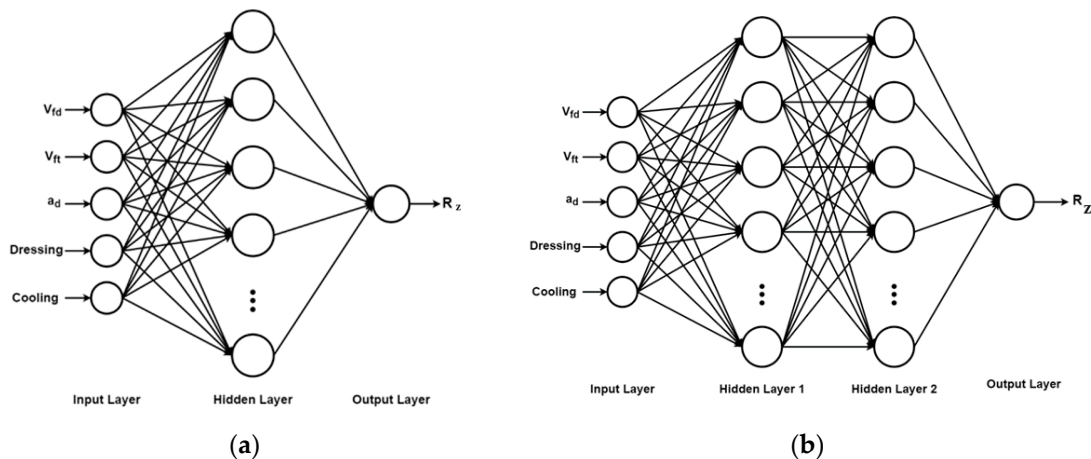 V_fd
V_ft
a_d
Dressing
Cooling
R_z
Input Layer
Hidden Layer
Output Layer
(a)
V_fd
V_ft
a_d
Dressing
Cooling
R_z
Input Layer
Hidden Layer 1
Hidden Layer 2
Output Layer
(b)